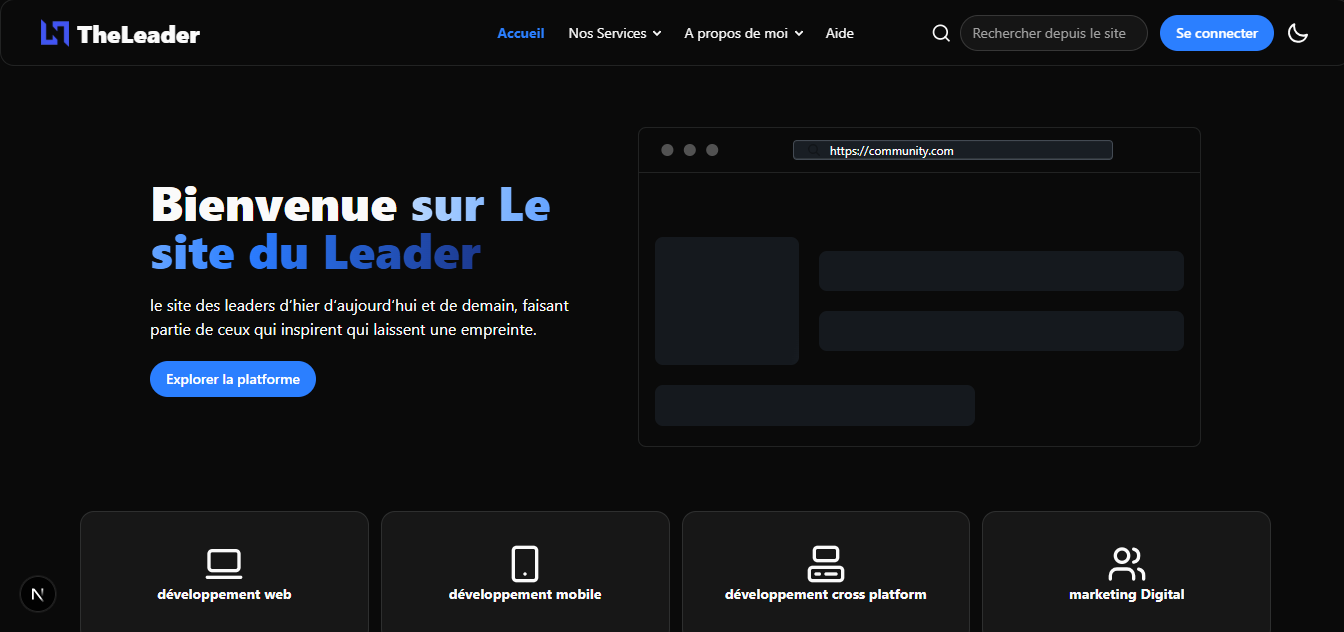 TheLeader
Accueil
Nos Services
A propos de moi
Aide
Rechercher depuis le site
Se connecter
https://community.com
Bienvenue sur Le
site du Leader
le site des leaders d’hier d’aujourd’hui et de demain, faisant
partie de ceux qui inspirent qui laissent une empreinte.
Explorer la platforme
développement web
développement mobile
développement cross platform
marketing Digital
N